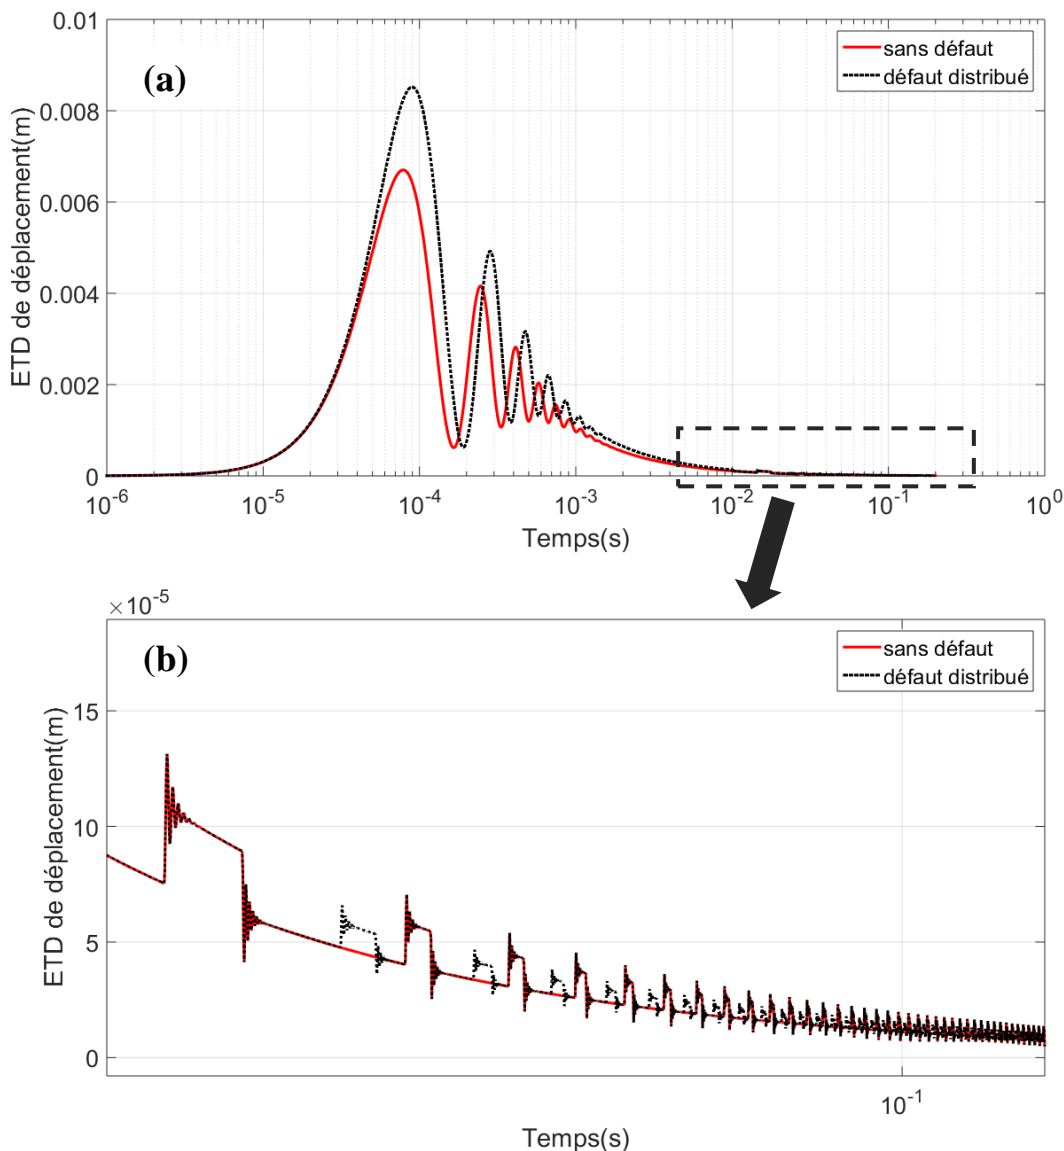 0.01
0.008
0.006
0.004
0.002
0
ETD de déplacement(m)
(a)
sans défaut
défaut distribué
10-6
10-5
10-4
10-3
10-2
10-1
100
Temps(s)
×10-5
15
10
5
0
ETD de déplacement(m)
(b)
sans défaut
défaut distribué
10-1
Temps(s)